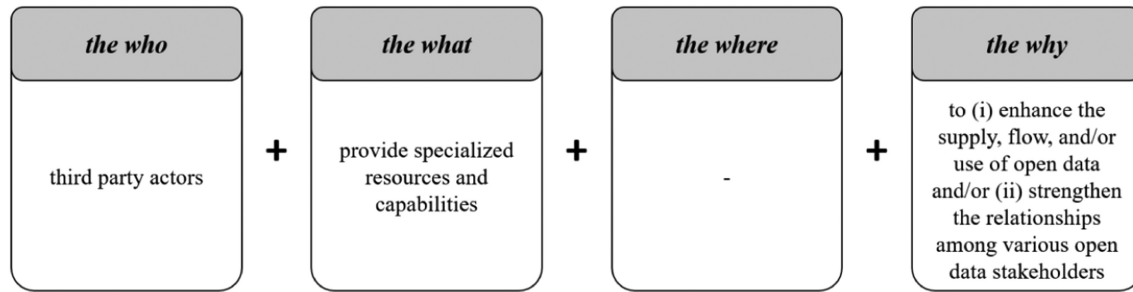 the who
third party actors
+
the what
provide specialized
resources and
capabilities
+
the where
-
+
the why
to (i) enhance the
supply, flow, and/or
use of open data
and/or (ii) strengthen
the relationships
among various open
data stakeholders